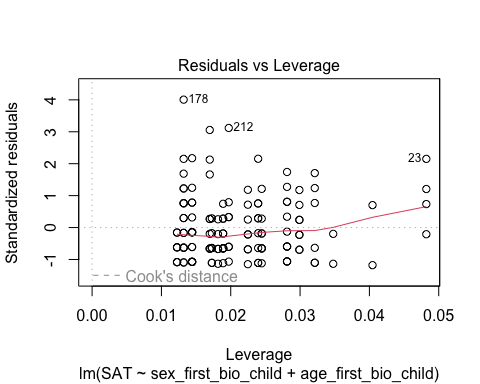 Residuals vs Leverage
Standardized residuals
4
3
2
1
0
-1
178
212
23
Cook's distance
0.00 0.01 0.02 0.03 0.04 0.05
Leverage
lm(SAT ~ sex_first_bio_child + age_first_bio_child)